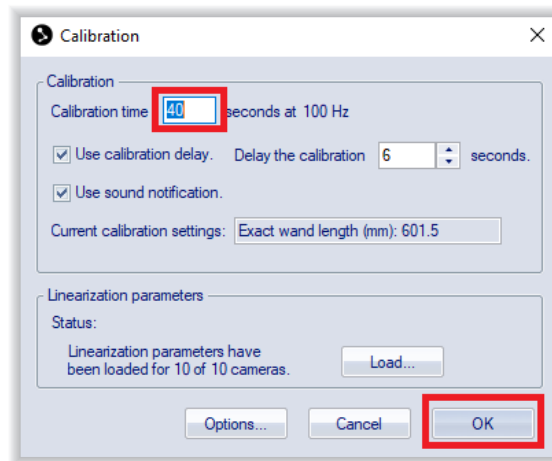 Calibration
Calibration
Calibration time 40 seconds at 100 Hz
Use calibration delay. Delay the calibration 6 seconds.
Use sound notification.
Current calibration settings: Exact wand length (mm): 601.5
Linearization parameters
Status:
Linearization parameters have
been loaded for 10 of 10 cameras.
Load...
Options... Cancel OK